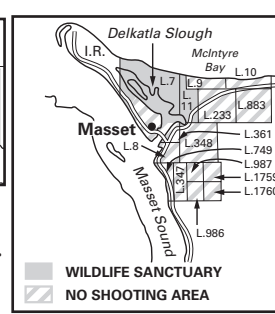 Delkatla Slough
I.R.
McIntyre
Bay
L.7
L.9
L.10
L.
11
L.883
L.233
Masset
L.361
L.8
L.348
L.749
L.987
L.347
L.1759
L.1760
Masset Sound
L.986
WILDLIFE SANCTUARY
NO SHOOTING AREA